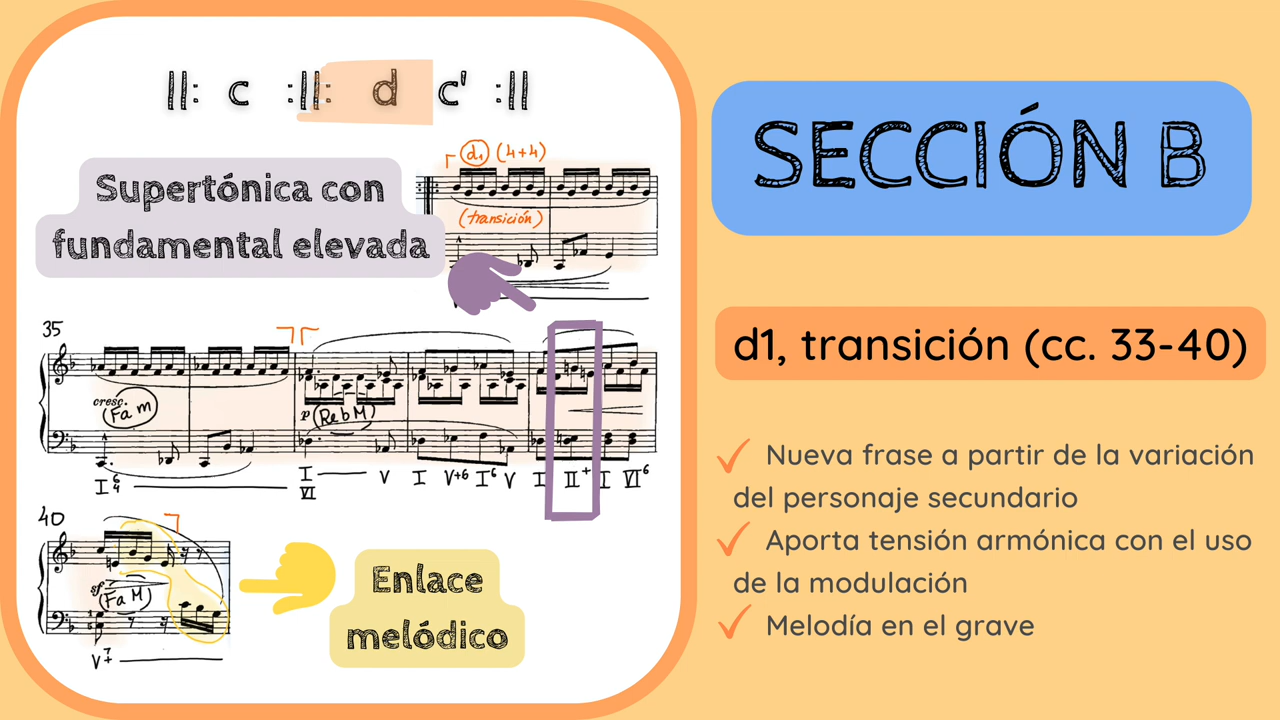 ||: c :||: d c' :||
Supertónica con
fundamental elevada
d1 (4+4)
(transición)
35
cresc.
(Fa m)
p (Reb M)
I 6 4
I V I V+6 I6 V I II+ I VI6
VI
40
sf
(Fa M)
V 7 +
Enlace
melódico
SECCIÓN B
d1, transición (cc. 33-40)
✓ Nueva frase a partir de la variación
del personaje secundario
✓ Aporta tensión armónica con el uso
de la modulación
✓ Melodía en el grave